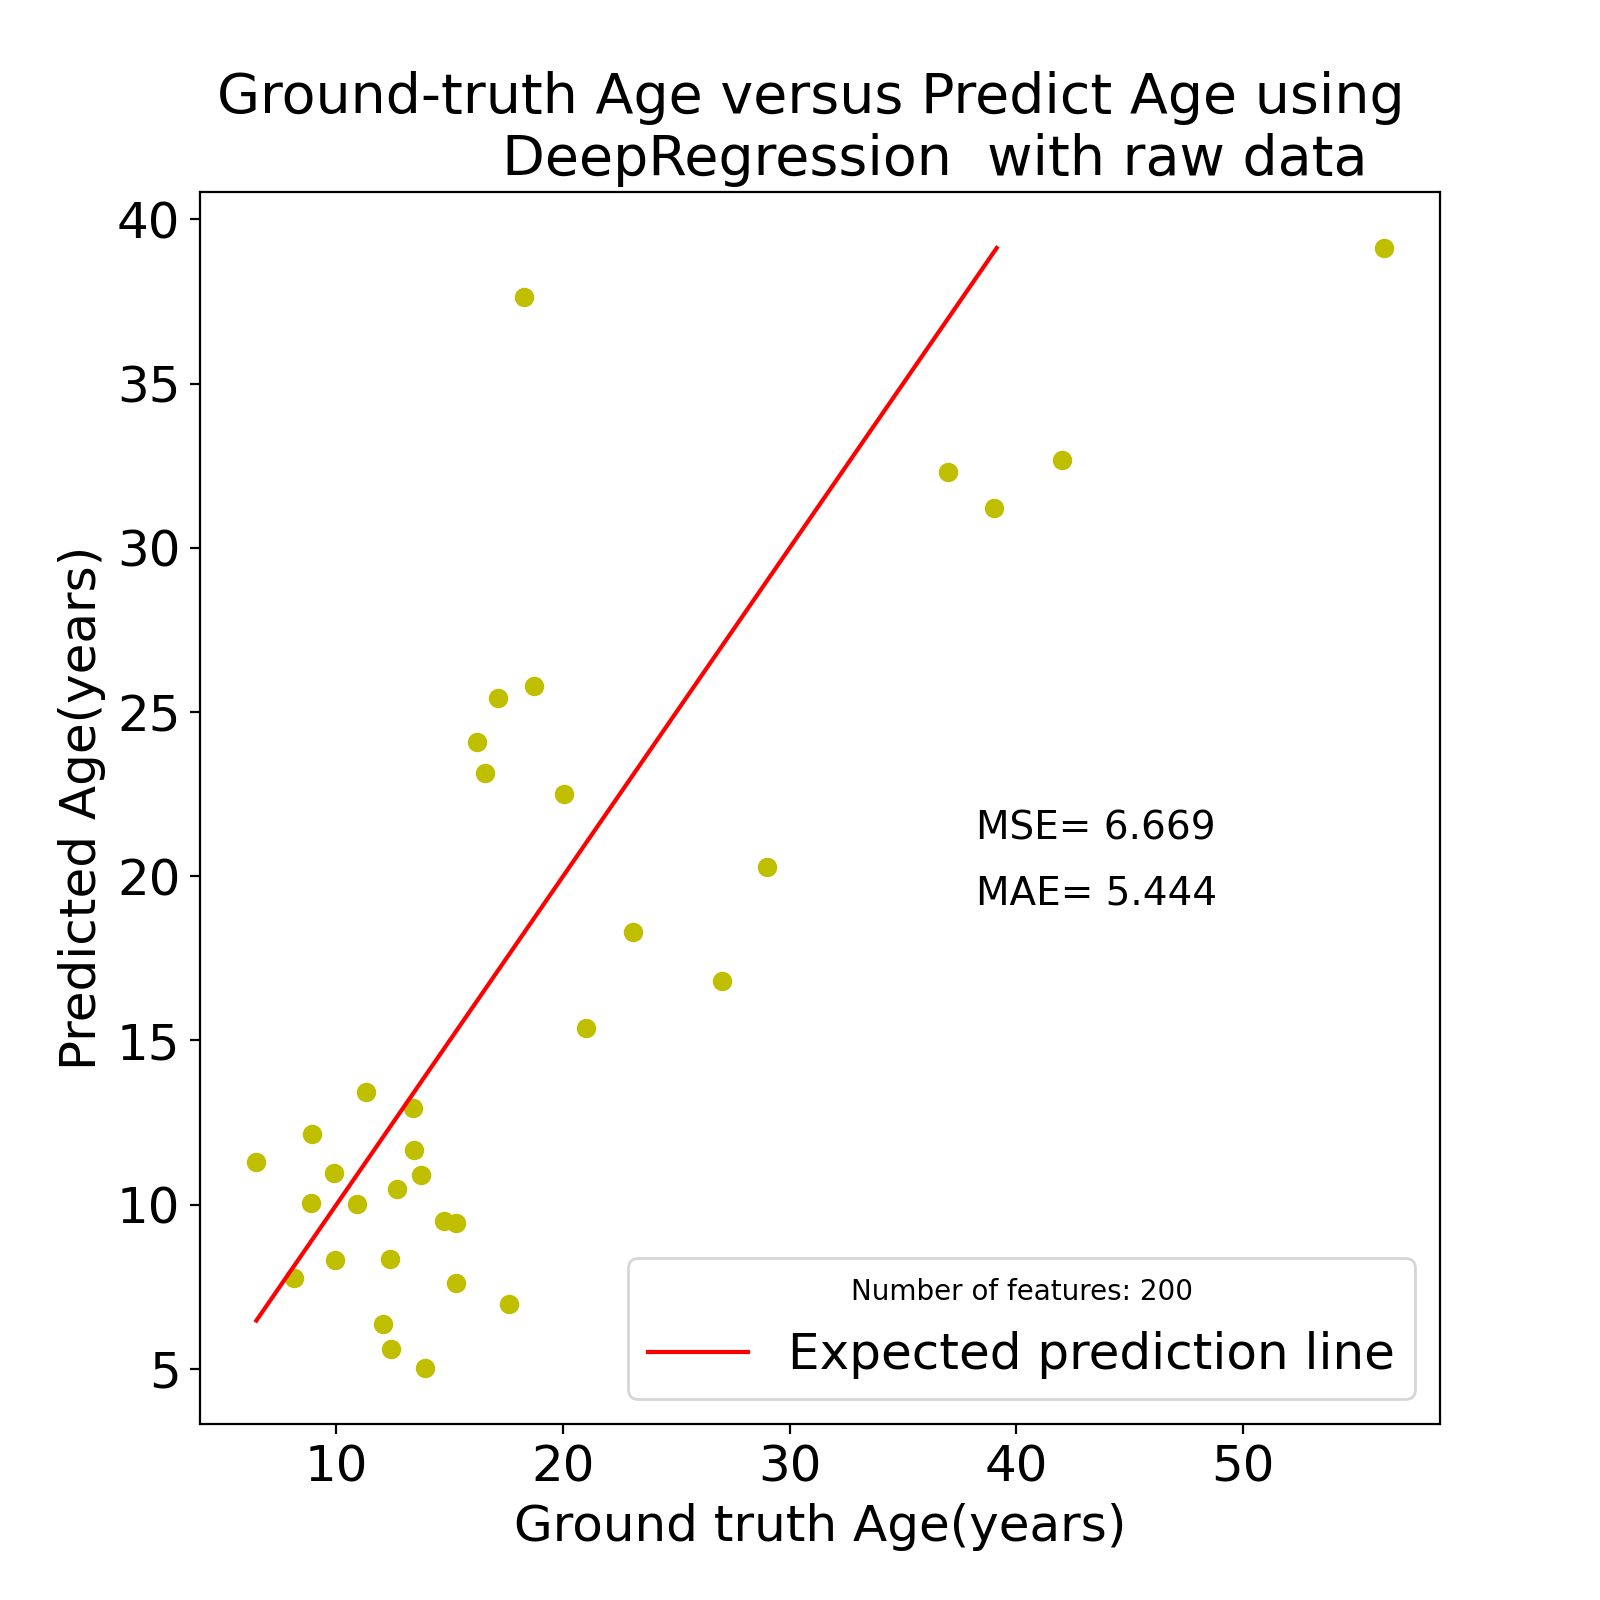 Ground-truth Age versus Predict Age using
DeepRegression  with raw data
40
35
30
25
20
15
10
5
Predicted Age(years)
MSE= 6.669
MAE= 5.444
Number of features: 200
Expected prediction line
10 20 30 40 50
Ground truth Age(years)